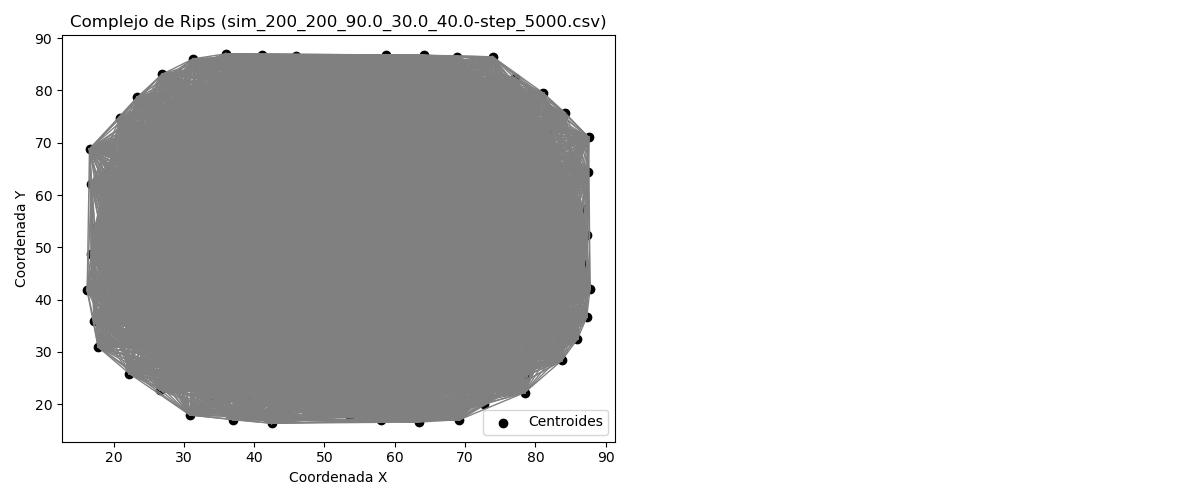 Complejo de Rips (sim_200_200_90.0_30.0_40.0-step_5000.csv)
90
80
70
60
50
40
30
20
Coordenada Y
Centroides
20 30 40 50 60 70 80 90
Coordenada X